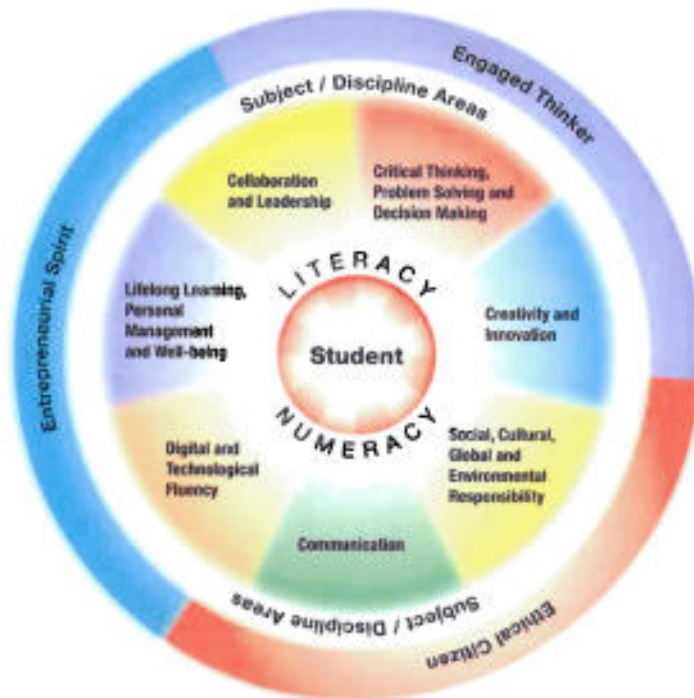 Engaged Thinker
Subject / Discipline Areas
Collaboration
and Leadership
Critical Thinking,
Problem Solving and
Decision Making
Entrepreneurial Spirit
Lifelong Learning,
Personal
Management
and Well-being
LITERACY
Student
NUMERACY
Creativity and
Innovation
Digital and
Technological
Fluency
Social, Cultural,
Global and
Environmental
Responsibility
Communication
Subject / Discipline Areas
Ethical Citizen